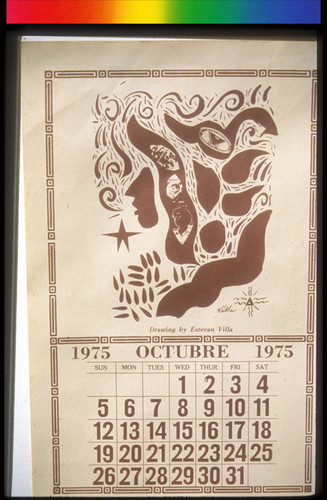 Villa
Drawing by Estevan Villa
1975 OCTUBRE 1975
SUN MON TUES WED THUR FRI SAT
1 2 3 4
5 6 7 8 9 10 11
12 13 14 15 16 17 18
19 20 21 22 23 24 25
26 27 28 29 30 31